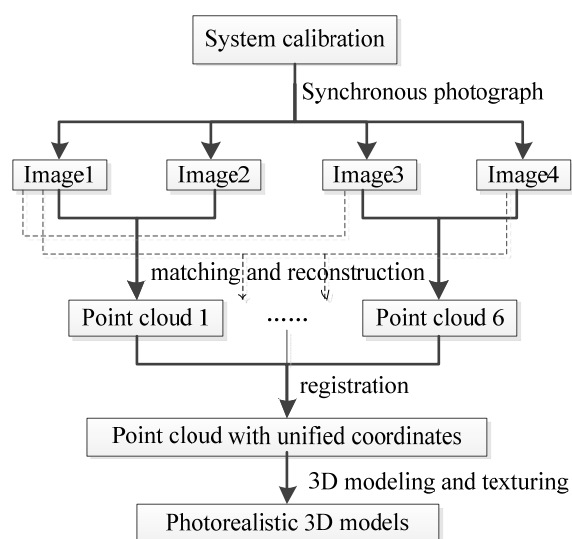 System calibration
Synchronous photograph
Image1 Image2 Image3 Image4
matching and reconstruction
Point cloud 1 ...... Point cloud 6
registration
Point cloud with unified coordinates
3D modeling and texturing
Photorealistic 3D models